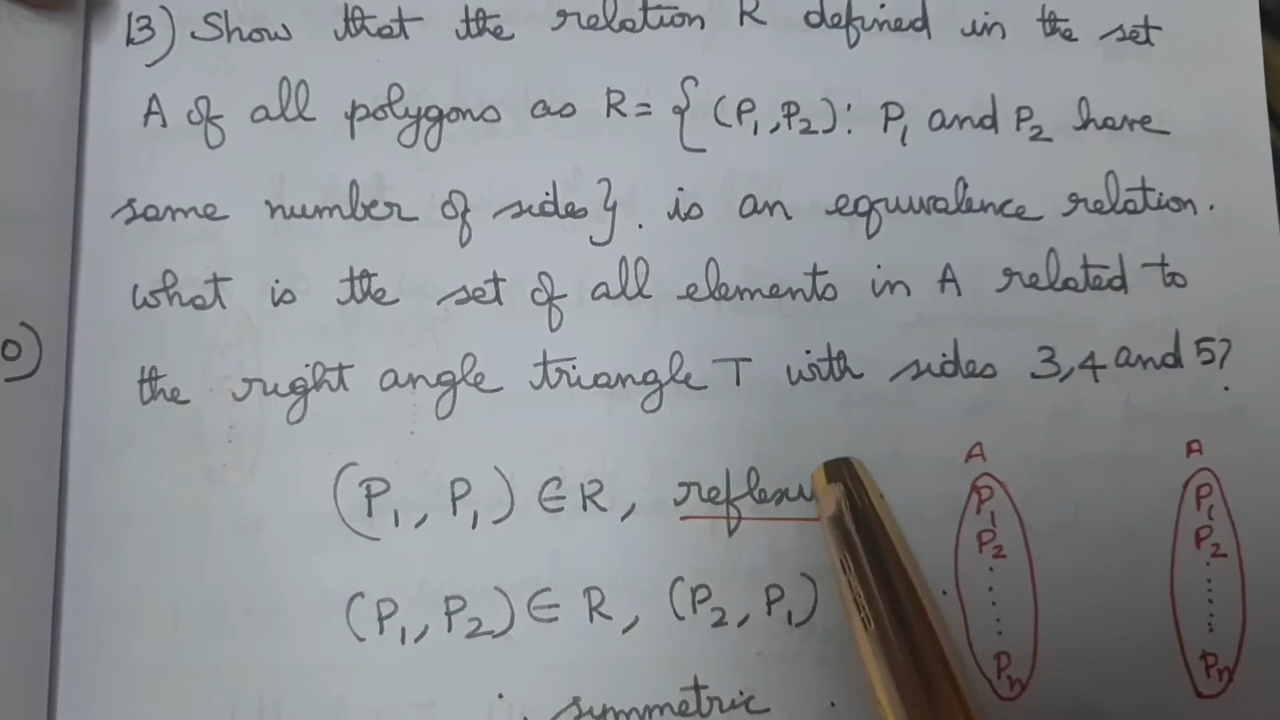 13) Show that the relation R defined in the set
A of all polygons as R = { (P₁, P₂): P₁ and P₂ have
same number of sides}. is an equivalence relation.
what is the set of all elements in A related to
the right angle triangle T with sides 3, 4 and 5?
0)
A A
(P₁, P₁) ∈ R,
P₁ P₁
P₂ P₂
(P₁, P₂) ∈ R, (P₂, P₁)
Pn Pn
∴ symmetric.